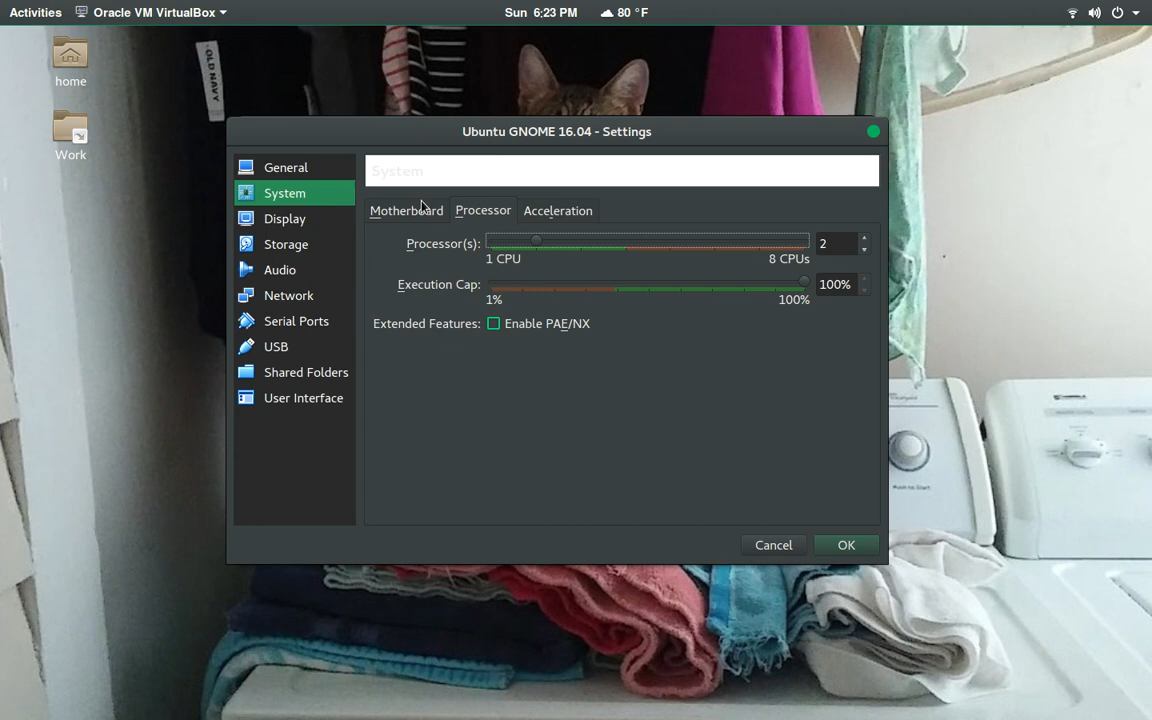 Activities Oracle VM VirtualBox Sun 6:23 PM 80 °F
home
Work
OLD NAVY
Ubuntu GNOME 16.04 - Settings
General
System
Display
Storage
Audio
Network
Serial Ports
USB
Shared Folders
User Interface
System
Motherboard Processor Acceleration
Processor(s): 2
1 CPU 8 CPUs
Execution Cap: 100%
1% 100%
Extended Features: Enable PAE/NX
Cancel OK